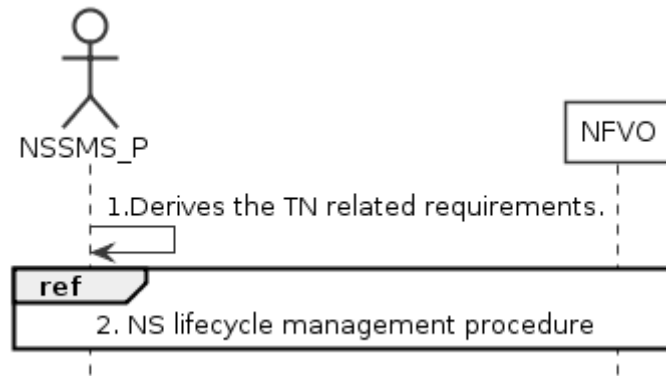 NSSMS_P
NFVO
1.Derives the TN related requirements.
ref
2. NS lifecycle management procedure